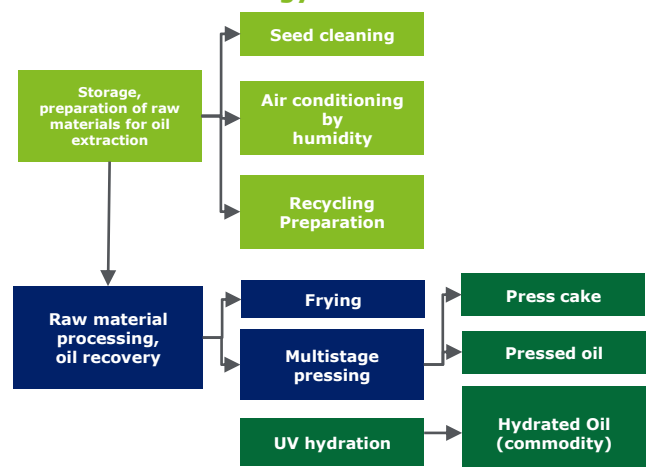 Seed cleaning
Storage,
preparation of raw
materials for oil
extraction
Air conditioning
by
humidity
Recycling
Preparation
Raw material
processing,
oil recovery
Frying
Multistage
pressing
Press cake
Pressed oil
UV hydration
Hydrated Oil
(commodity)